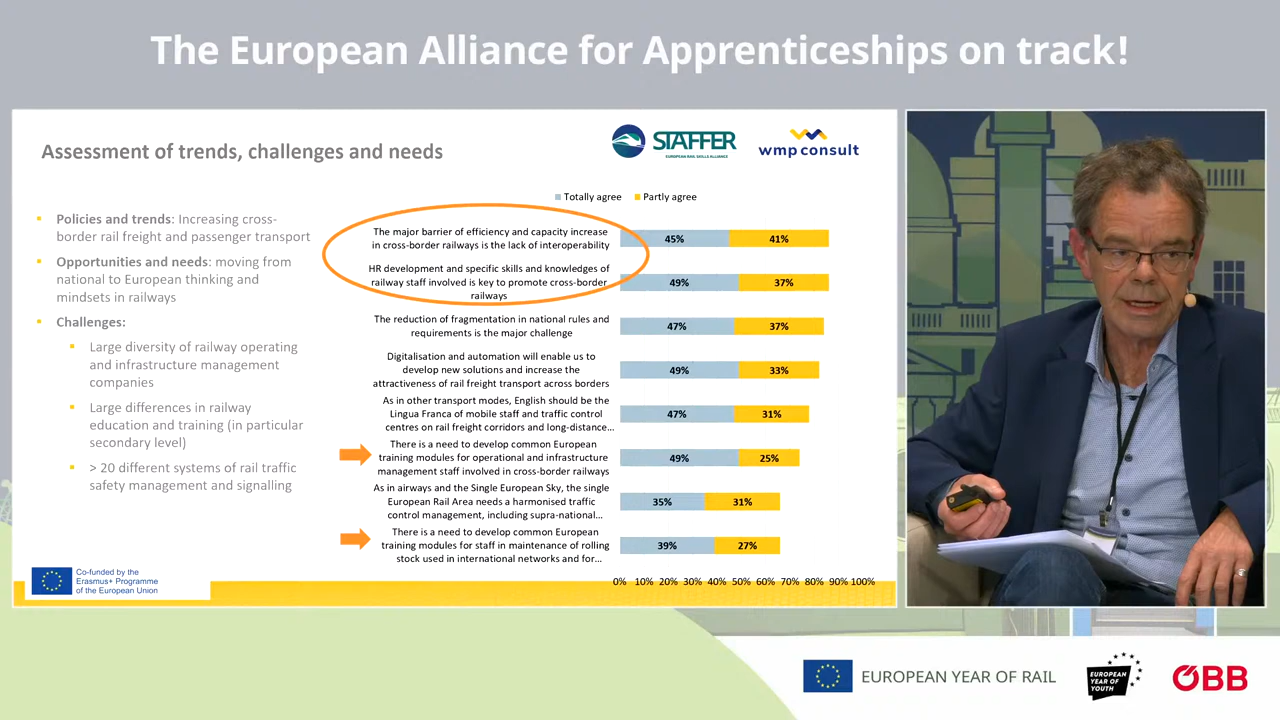 The European Alliance for Apprenticeships on track!
Assessment of trends, challenges and needs
STAFFER
EUROPEAN RAIL SKILLS ALLIANCE
wmp consult
▪ Policies and trends: Increasing cross-
border rail freight and passenger transport
▪ Opportunities and needs: moving from
national to European thinking and
mindsets in railways
▪ Challenges:
▪ Large diversity of railway operating
and infrastructure management
companies
▪ Large differences in railway
education and training (in particular
secondary level)
▪ > 20 different systems of rail traffic
safety management and signalling
Totally agree Partly agree
The major barrier of efficiency and capacity increase
in cross-border railways is the lack of interoperability
45% 41%
HR development and specific skills and knowledges of
railway staff involved is key to promote cross-border
railways
49% 37%
The reduction of fragmentation in national rules and
requirements is the major challenge
47% 37%
Digitalisation and automation will enable us to
develop new solutions and increase the
attractiveness of rail freight transport across borders
49% 33%
As in other transport modes, English should be the
Lingua Franca of mobile staff and traffic control
centres on rail freight corridors and long-distance...
47% 31%
There is a need to develop common European
training modules for operational and infrastructure
management staff involved in cross-border railways
49% 25%
As in airways and the Single European Sky, the single
European Rail Area needs a harmonised traffic
control management, including supra-national...
35% 31%
There is a need to develop common European
training modules for staff in maintenance of rolling
stock used in international networks and for...
39% 27%
0% 10% 20% 30% 40% 50% 60% 70% 80% 90% 100%
Co-funded by the
Erasmus+ Programme
of the European Union
EUROPEAN YEAR OF RAIL
EUROPEAN
YEAR OF
YOUTH
ÖBB